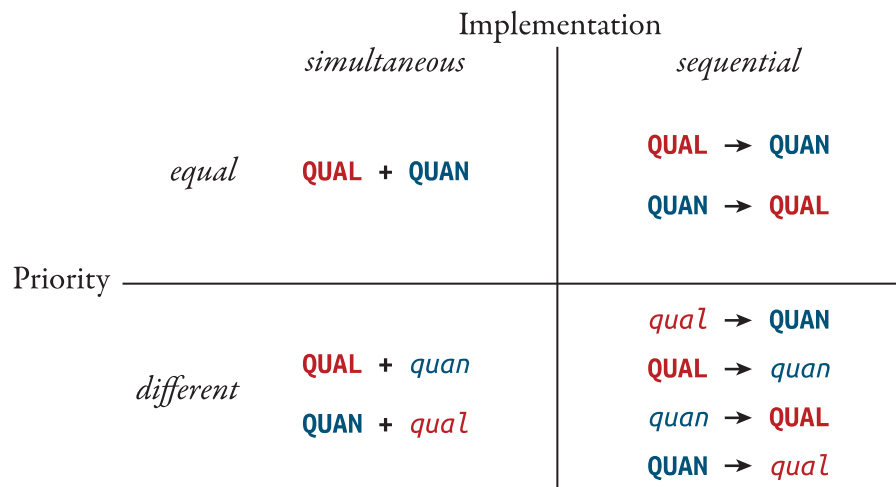 Implementation
simultaneous sequential
equal QUAL + QUAN
QUAL → QUAN
QUAN → QUAL
Priority
different
QUAL + quan
QUAN + qual
qual → QUAN
QUAL → quan
quan → QUAL
QUAN → qual